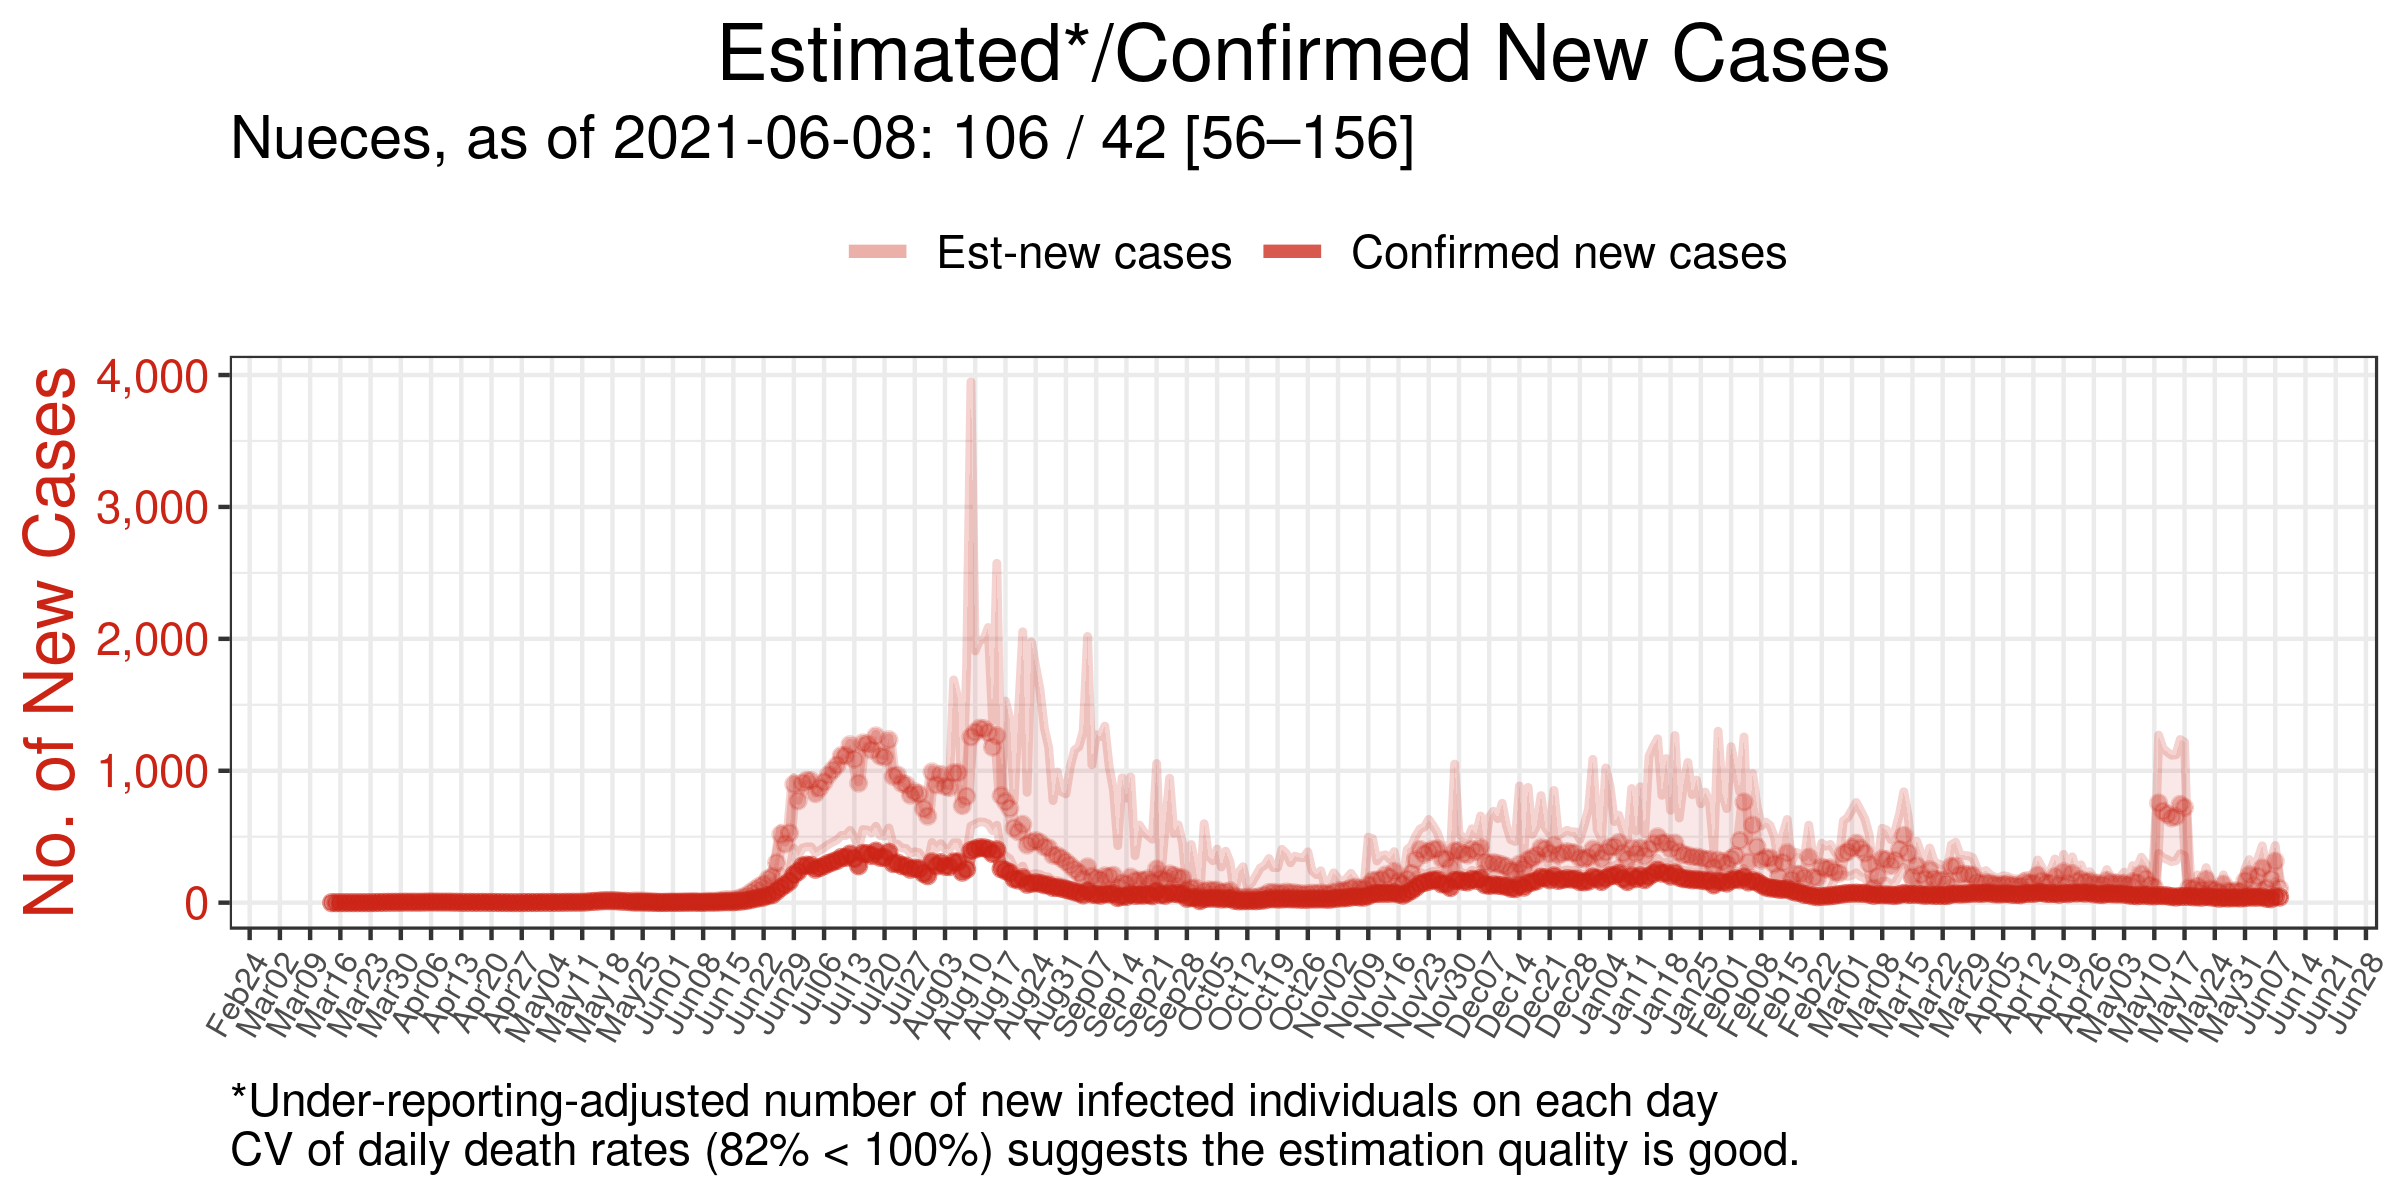 Estimated*/Confirmed New Cases
Nueces, as of 2021-06-08: 106 / 42 [56–156]
Est-new cases Confirmed new cases
No. of New Cases
4,000
3,000
2,000
1,000
0
Feb24 Mar02 Mar09 Mar16 Mar23 Mar30 Apr06 Apr13 Apr20 Apr27 May04 May11 May18 May25 Jun01 Jun08 Jun15 Jun22 Jun29 Jul06 Jul13 Jul20 Jul27 Aug03 Aug10 Aug17 Aug24 Aug31 Sep07 Sep14 Sep21 Sep28 Oct05 Oct12 Oct19 Oct26 Nov02 Nov09 Nov16 Nov23 Nov30 Dec07 Dec14 Dec21 Dec28 Jan04 Jan11 Jan18 Jan25 Feb01 Feb08 Feb15 Feb22 Mar01 Mar08 Mar15 Mar22 Mar29 Apr05 Apr12 Apr19 Apr26 May03 May10 May17 May24 May31 Jun07 Jun14 Jun21 Jun28
*Under-reporting-adjusted number of new infected individuals on each day
CV of daily death rates (82% < 100%) suggests the estimation quality is good.